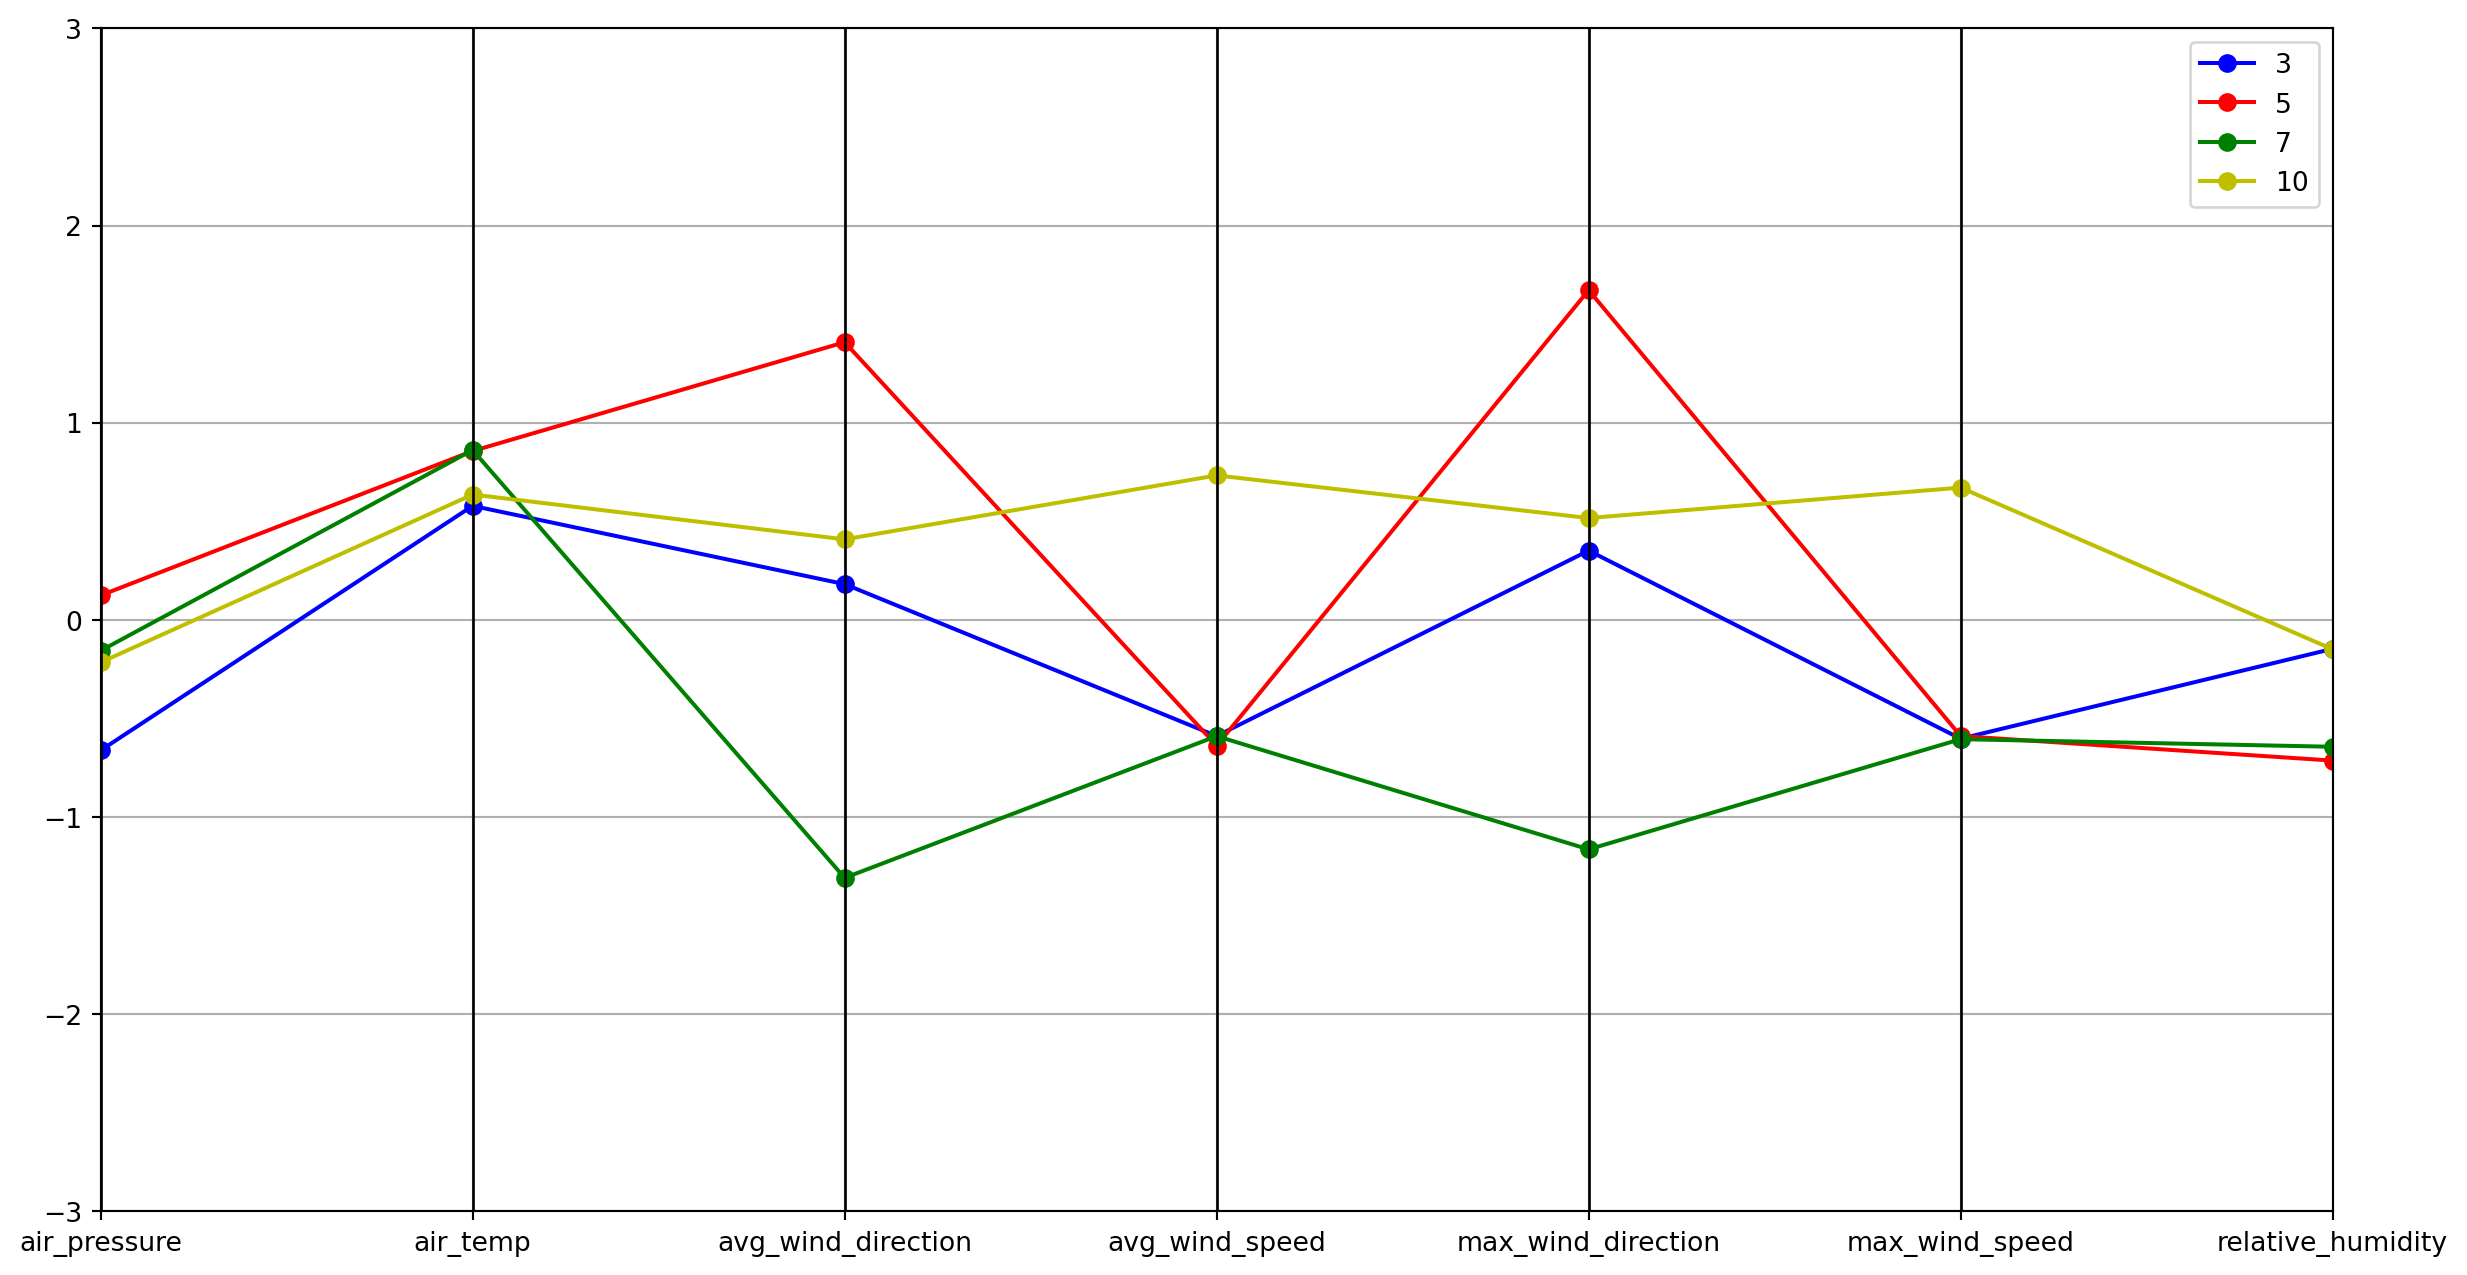 3
2
1
0
−1
−2
−3
air_pressure
air_temp
avg_wind_direction
avg_wind_speed
max_wind_direction
max_wind_speed
relative_humidity
3
5
7
10